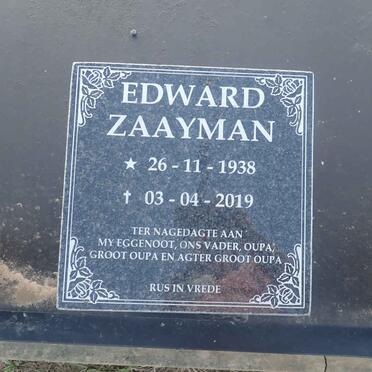 EDWARD
ZAAYMAN
★ 26 - 11 - 1938
✝ 03 - 04 - 2019
TER NAGEDAGTE AAN
MY EGGENOOT, ONS VADER, OUPA,
GROOT OUPA EN AGTER GROOT OUPA
RUS IN VREDE